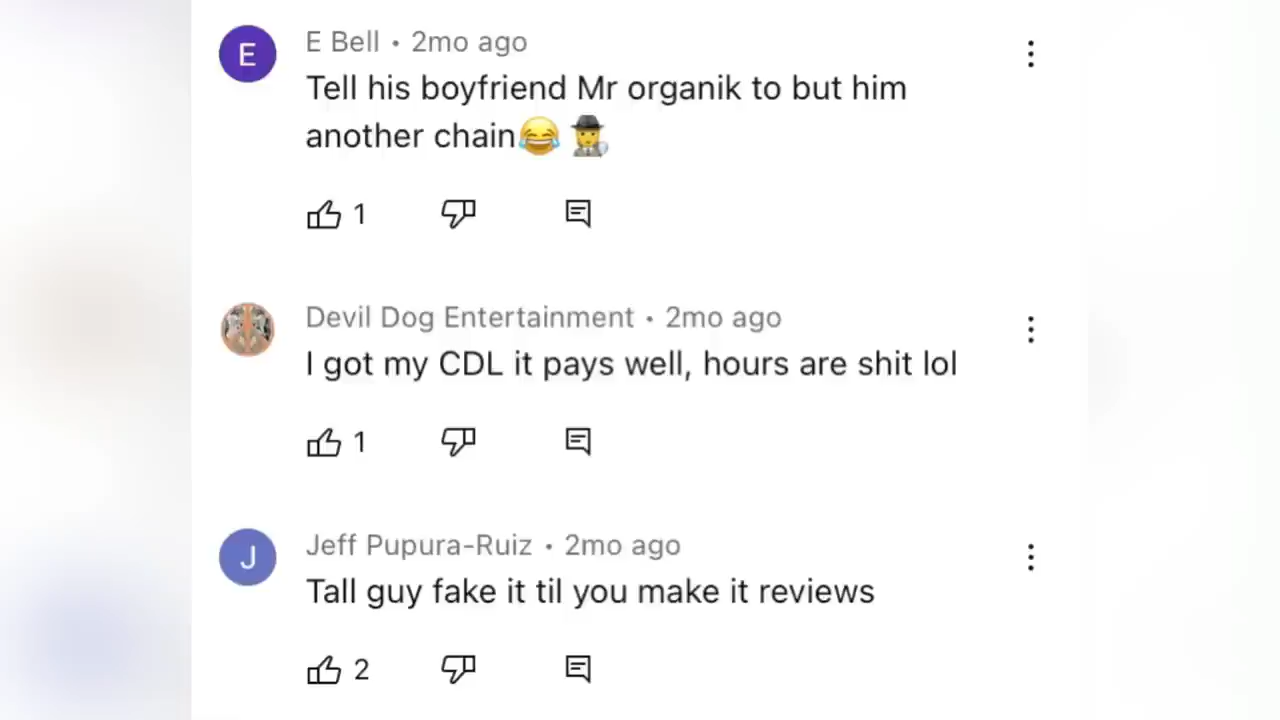 E
E Bell • 2mo ago
Tell his boyfriend Mr organik to but him
another chain😂 🕵️
1
Devil Dog Entertainment • 2mo ago
I got my CDL it pays well, hours are shit lol
1
J
Jeff Pupura-Ruiz • 2mo ago
Tall guy fake it til you make it reviews
2